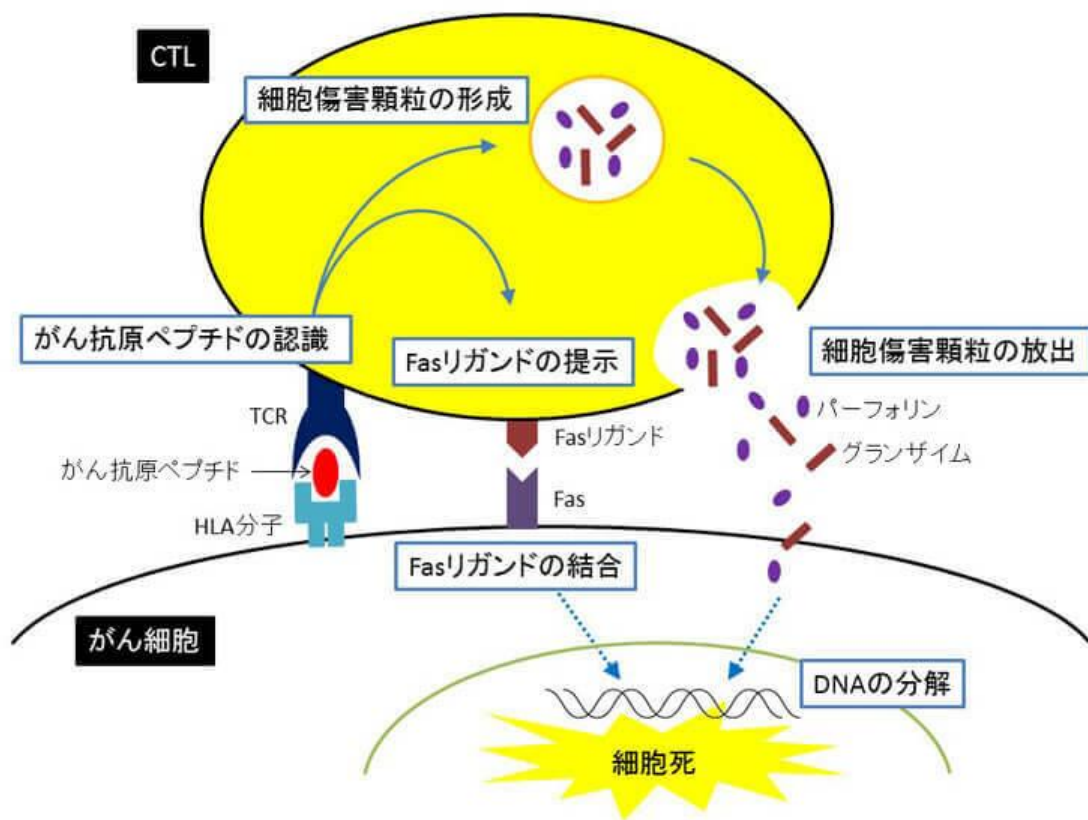 CTL
細胞傷害顆粒の形成
がん抗原ペプチドの認識
Fasリガンドの提示
細胞傷害顆粒の放出
TCR
Fasリガンド
パーフォリン
グランザイム
がん抗原ペプチド
Fas
HLA分子
Fasリガンドの結合
がん細胞
DNAの分解
細胞死